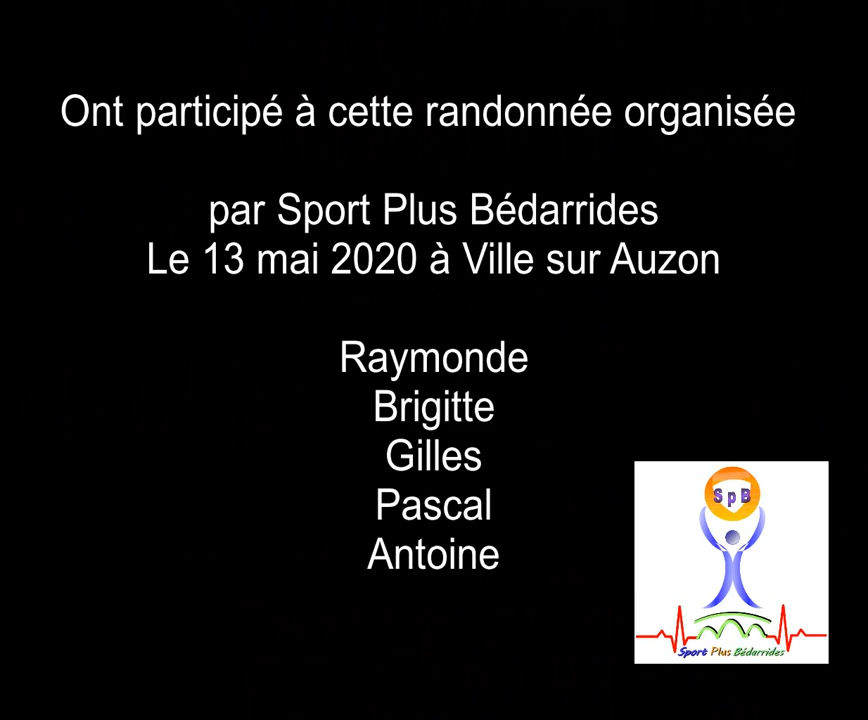 Ont participé à cette randonnée organisée
par Sport Plus Bédarrides
Le 13 mai 2020 à Ville sur Auzon
Raymonde
Brigitte
Gilles
Pascal
Antoine
S p B
Sport Plus Bédarrides